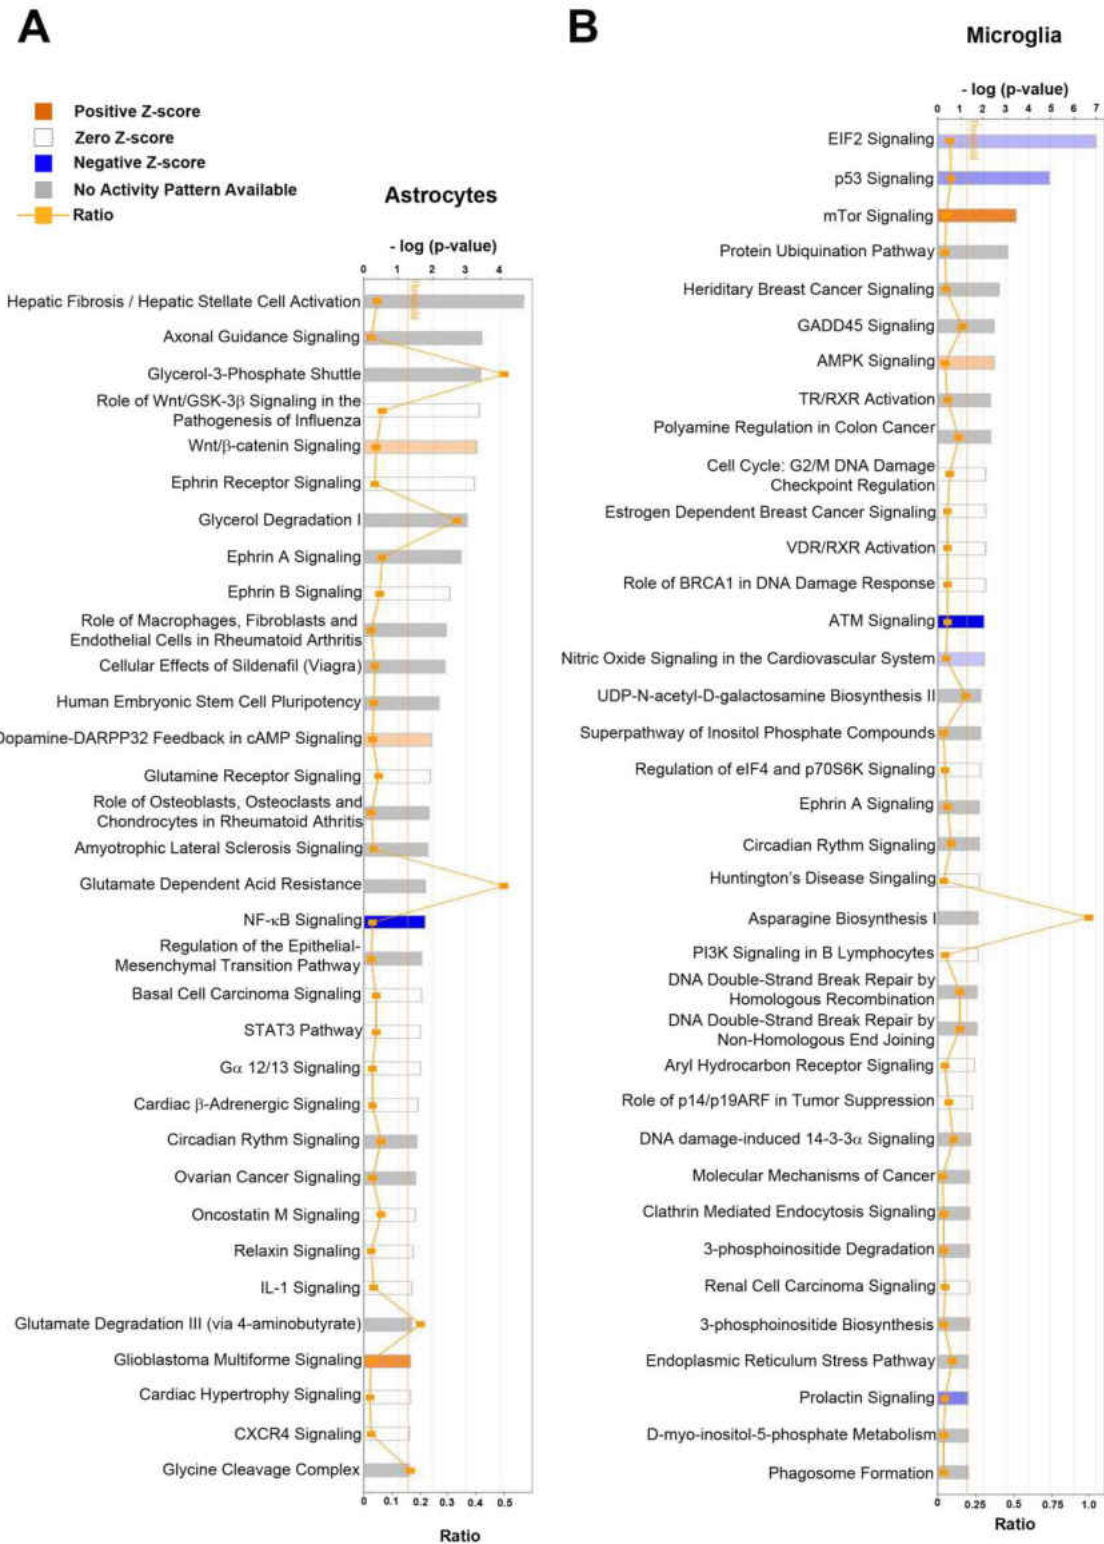 A
Positive Z-score
Zero Z-score
Negative Z-score
No Activity Pattern Available
Ratio
Astrocytes
- log (p-value)
0 1 2 3 4
Threshold
Hepatic Fibrosis / Hepatic Stellate Cell Activation
Axonal Guidance Signaling
Glycerol-3-Phosphate Shuttle
Role of Wnt/GSK-3β Signaling in the
Pathogenesis of Influenza
Wnt/β-catenin Signaling
Ephrin Receptor Signaling
Glycerol Degradation I
Ephrin A Signaling
Ephrin B Signaling
Role of Macrophages, Fibroblasts and
Endothelial Cells in Rheumatoid Arthritis
Cellular Effects of Sildenafil (Viagra)
Human Embryonic Stem Cell Pluripotency
Dopamine-DARPP32 Feedback in cAMP Signaling
Glutamine Receptor Signaling
Role of Osteoblasts, Osteoclasts and
Chondrocytes in Rheumatoid Athritis
Amyotrophic Lateral Sclerosis Signaling
Glutamate Dependent Acid Resistance
NF-κB Signaling
Regulation of the Epithelial-
Mesenchymal Transition Pathway
Basal Cell Carcinoma Signaling
STAT3 Pathway
Gα 12/13 Signaling
Cardiac β-Adrenergic Signaling
Circadian Rythm Signaling
Ovarian Cancer Signaling
Oncostatin M Signaling
Relaxin Signaling
IL-1 Signaling
Glutamate Degradation III (via 4-aminobutyrate)
Glioblastoma Multiforme Signaling
Cardiac Hypertrophy Signaling
CXCR4 Signaling
Glycine Cleavage Complex
0 0.1 0.2 0.3 0.4 0.5
Ratio
B
Microglia
- log (p-value)
0 1 2 3 4 5 6 7
Threshold
EIF2 Signaling
p53 Signaling
mTor Signaling
Protein Ubiquination Pathway
Heriditary Breast Cancer Signaling
GADD45 Signaling
AMPK Signaling
TR/RXR Activation
Polyamine Regulation in Colon Cancer
Cell Cycle: G2/M DNA Damage
Checkpoint Regulation
Estrogen Dependent Breast Cancer Signaling
VDR/RXR Activation
Role of BRCA1 in DNA Damage Response
ATM Signaling
Nitric Oxide Signaling in the Cardiovascular System
UDP-N-acetyl-D-galactosamine Biosynthesis II
Superpathway of Inositol Phosphate Compounds
Regulation of eIF4 and p70S6K Signaling
Ephrin A Signaling
Circadian Rythm Signaling
Huntington's Disease Singaling
Asparagine Biosynthesis I
PI3K Signaling in B Lymphocytes
DNA Double-Strand Break Repair by
Homologous Recombination
DNA Double-Strand Break Repair by
Non-Homologous End Joining
Aryl Hydrocarbon Receptor Signaling
Role of p14/p19ARF in Tumor Suppression
DNA damage-induced 14-3-3α Signaling
Molecular Mechanisms of Cancer
Clathrin Mediated Endocytosis Signaling
3-phosphoinositide Degradation
Renal Cell Carcinoma Signaling
3-phosphoinositide Biosynthesis
Endoplasmic Reticulum Stress Pathway
Prolactin Signaling
D-myo-inositol-5-phosphate Metabolism
Phagosome Formation
0 0.25 0.5 0.75 1.0
Ratio